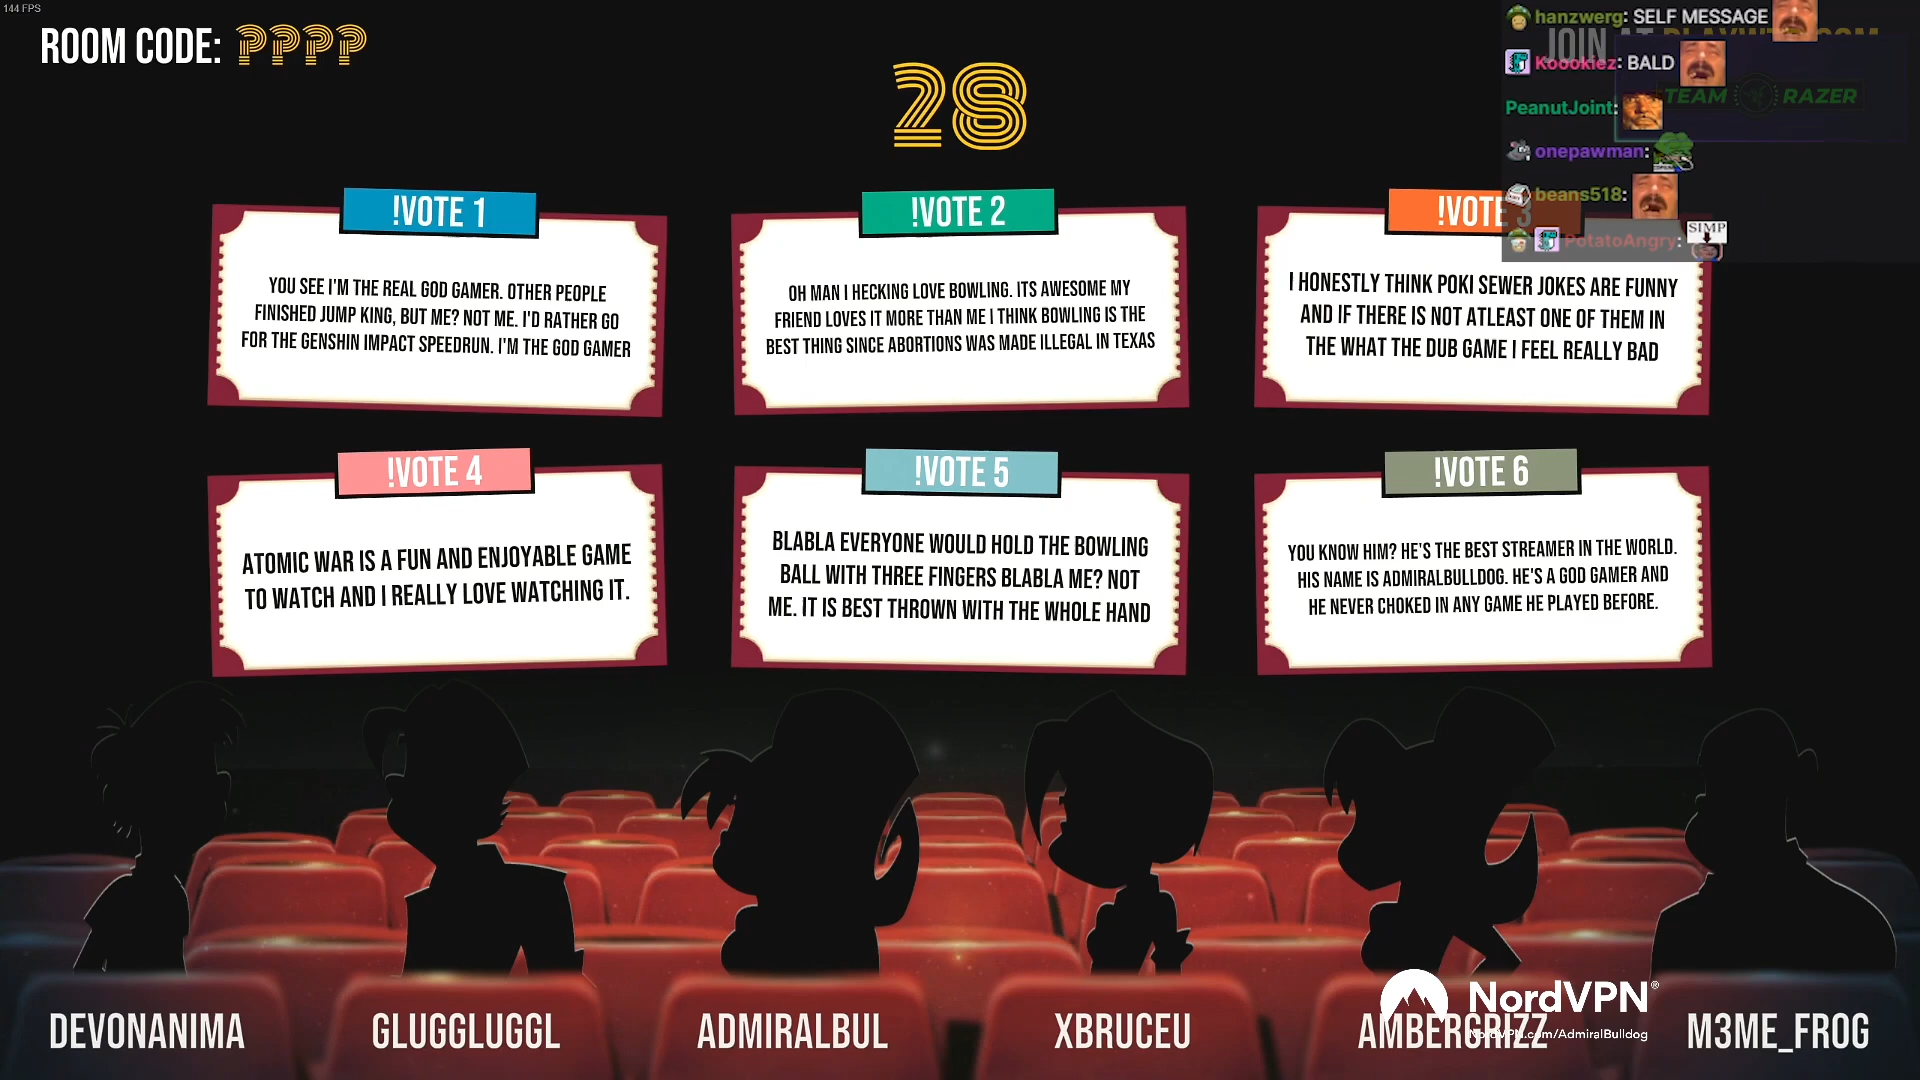 144 FPS
ROOM CODE: ????
28
JOIN AT
hanzwerg: SELF MESSAGE
Koookiez: BALD
TEAM RAZER
PeanutJoint:
onepawman:
beans518:
PotatoAngry:
SIMP
!VOTE 1
YOU SEE I'M THE REAL GOD GAMER. OTHER PEOPLE
FINISHED JUMP KING, BUT ME? NOT ME. I'D RATHER GO
FOR THE GENSHIN IMPACT SPEEDRUN. I'M THE GOD GAMER
!VOTE 2
OH MAN I HECKING LOVE BOWLING. ITS AWESOME MY
FRIEND LOVES IT MORE THAN ME I THINK BOWLING IS THE
BEST THING SINCE ABORTIONS WAS MADE ILLEGAL IN TEXAS
!VOTE 3
I HONESTLY THINK POKI SEWER JOKES ARE FUNNY
AND IF THERE IS NOT ATLEAST ONE OF THEM IN
THE WHAT THE DUB GAME I FEEL REALLY BAD
!VOTE 4
ATOMIC WAR IS A FUN AND ENJOYABLE GAME
TO WATCH AND I REALLY LOVE WATCHING IT.
!VOTE 5
BLABLA EVERYONE WOULD HOLD THE BOWLING
BALL WITH THREE FINGERS BLABLA ME? NOT
ME. IT IS BEST THROWN WITH THE WHOLE HAND
!VOTE 6
YOU KNOW HIM? HE'S THE BEST STREAMER IN THE WORLD.
HIS NAME IS ADMIRALBULLDOG. HE'S A GOD GAMER AND
HE NEVER CHOKED IN ANY GAME HE PLAYED BEFORE.
NordVPN®
NordVPN.com/AdmiralBulldog
DEVONANIMA
GLUGGLUGGL
ADMIRALBUL
XBRUCEU
AMBERGRIZZ
M3ME_FROG